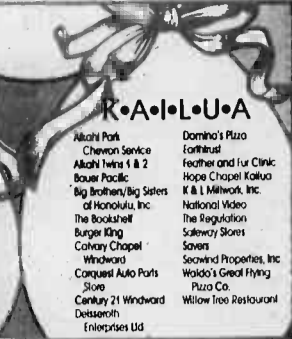 K•A•I•L•U•A
Aikahi Park
Chevron Service
Aikahi Twins 1 & 2
Bauer Pacific
Big Brothers/Big Sisters
of Honolulu, Inc.
The Bookshelf
Burger King
Calvary Chapel
Windward
Carquest Auto Parts
Store
Century 21 Windward
Deisseroth
Enterprises Ltd
Domino's Pizza
Earthtrust
Feather and Fur Clinic
Hope Chapel Kailua
K & L Millwork, Inc.
National Video
The Regulation
Safeway Stores
Savers
Seawind Properties, Inc
Waldo's Great Flying
Pizza Co.
Willow Tree Restaurant